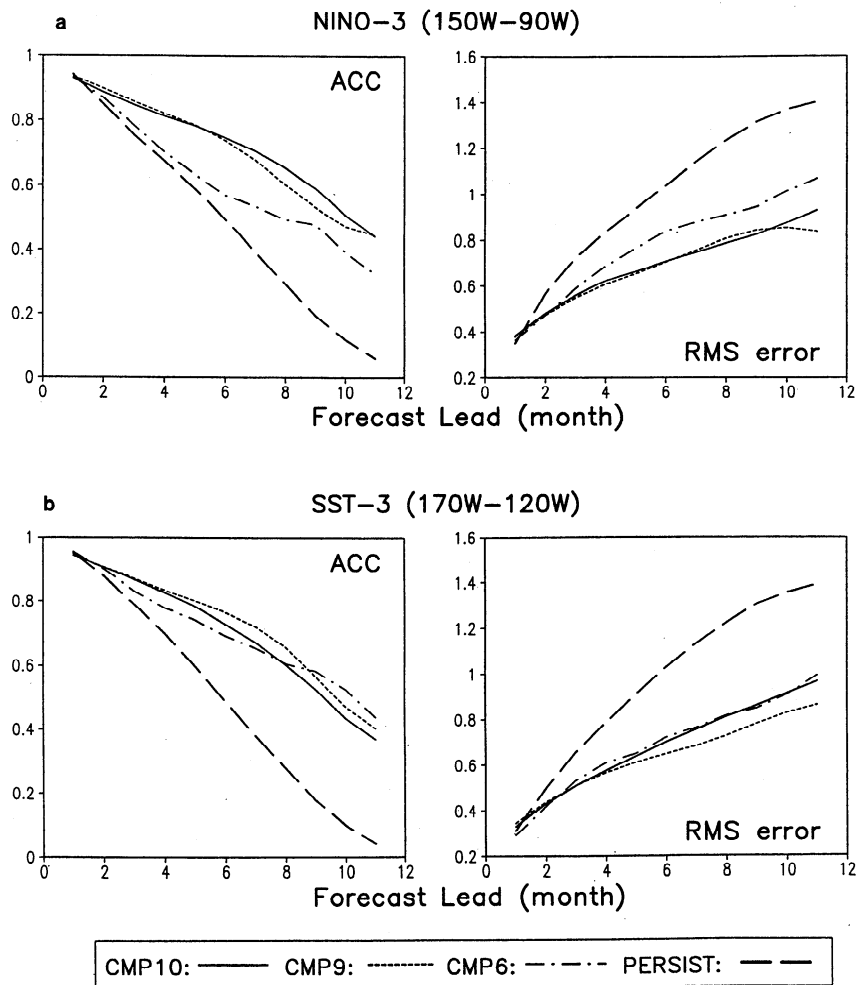 a
NINO-3 (150W-90W)
ACC
1
0.8
0.6
0.4
0.2
0
0 2 4 6 8 10 12
RMS error
1.6
1.4
1.2
1
0.8
0.6
0.4
0.2
0 2 4 6 8 10 12
Forecast Lead (month)
b
SST-3 (170W-120W)
ACC
1
0.8
0.6
0.4
0.2
0
0 2 4 6 8 10 12
RMS error
1.6
1.4
1.2
1
0.8
0.6
0.4
0.2
0 2 4 6 8 10 12
Forecast Lead (month)
CMP10: CMP9: CMP6: PERSIST: